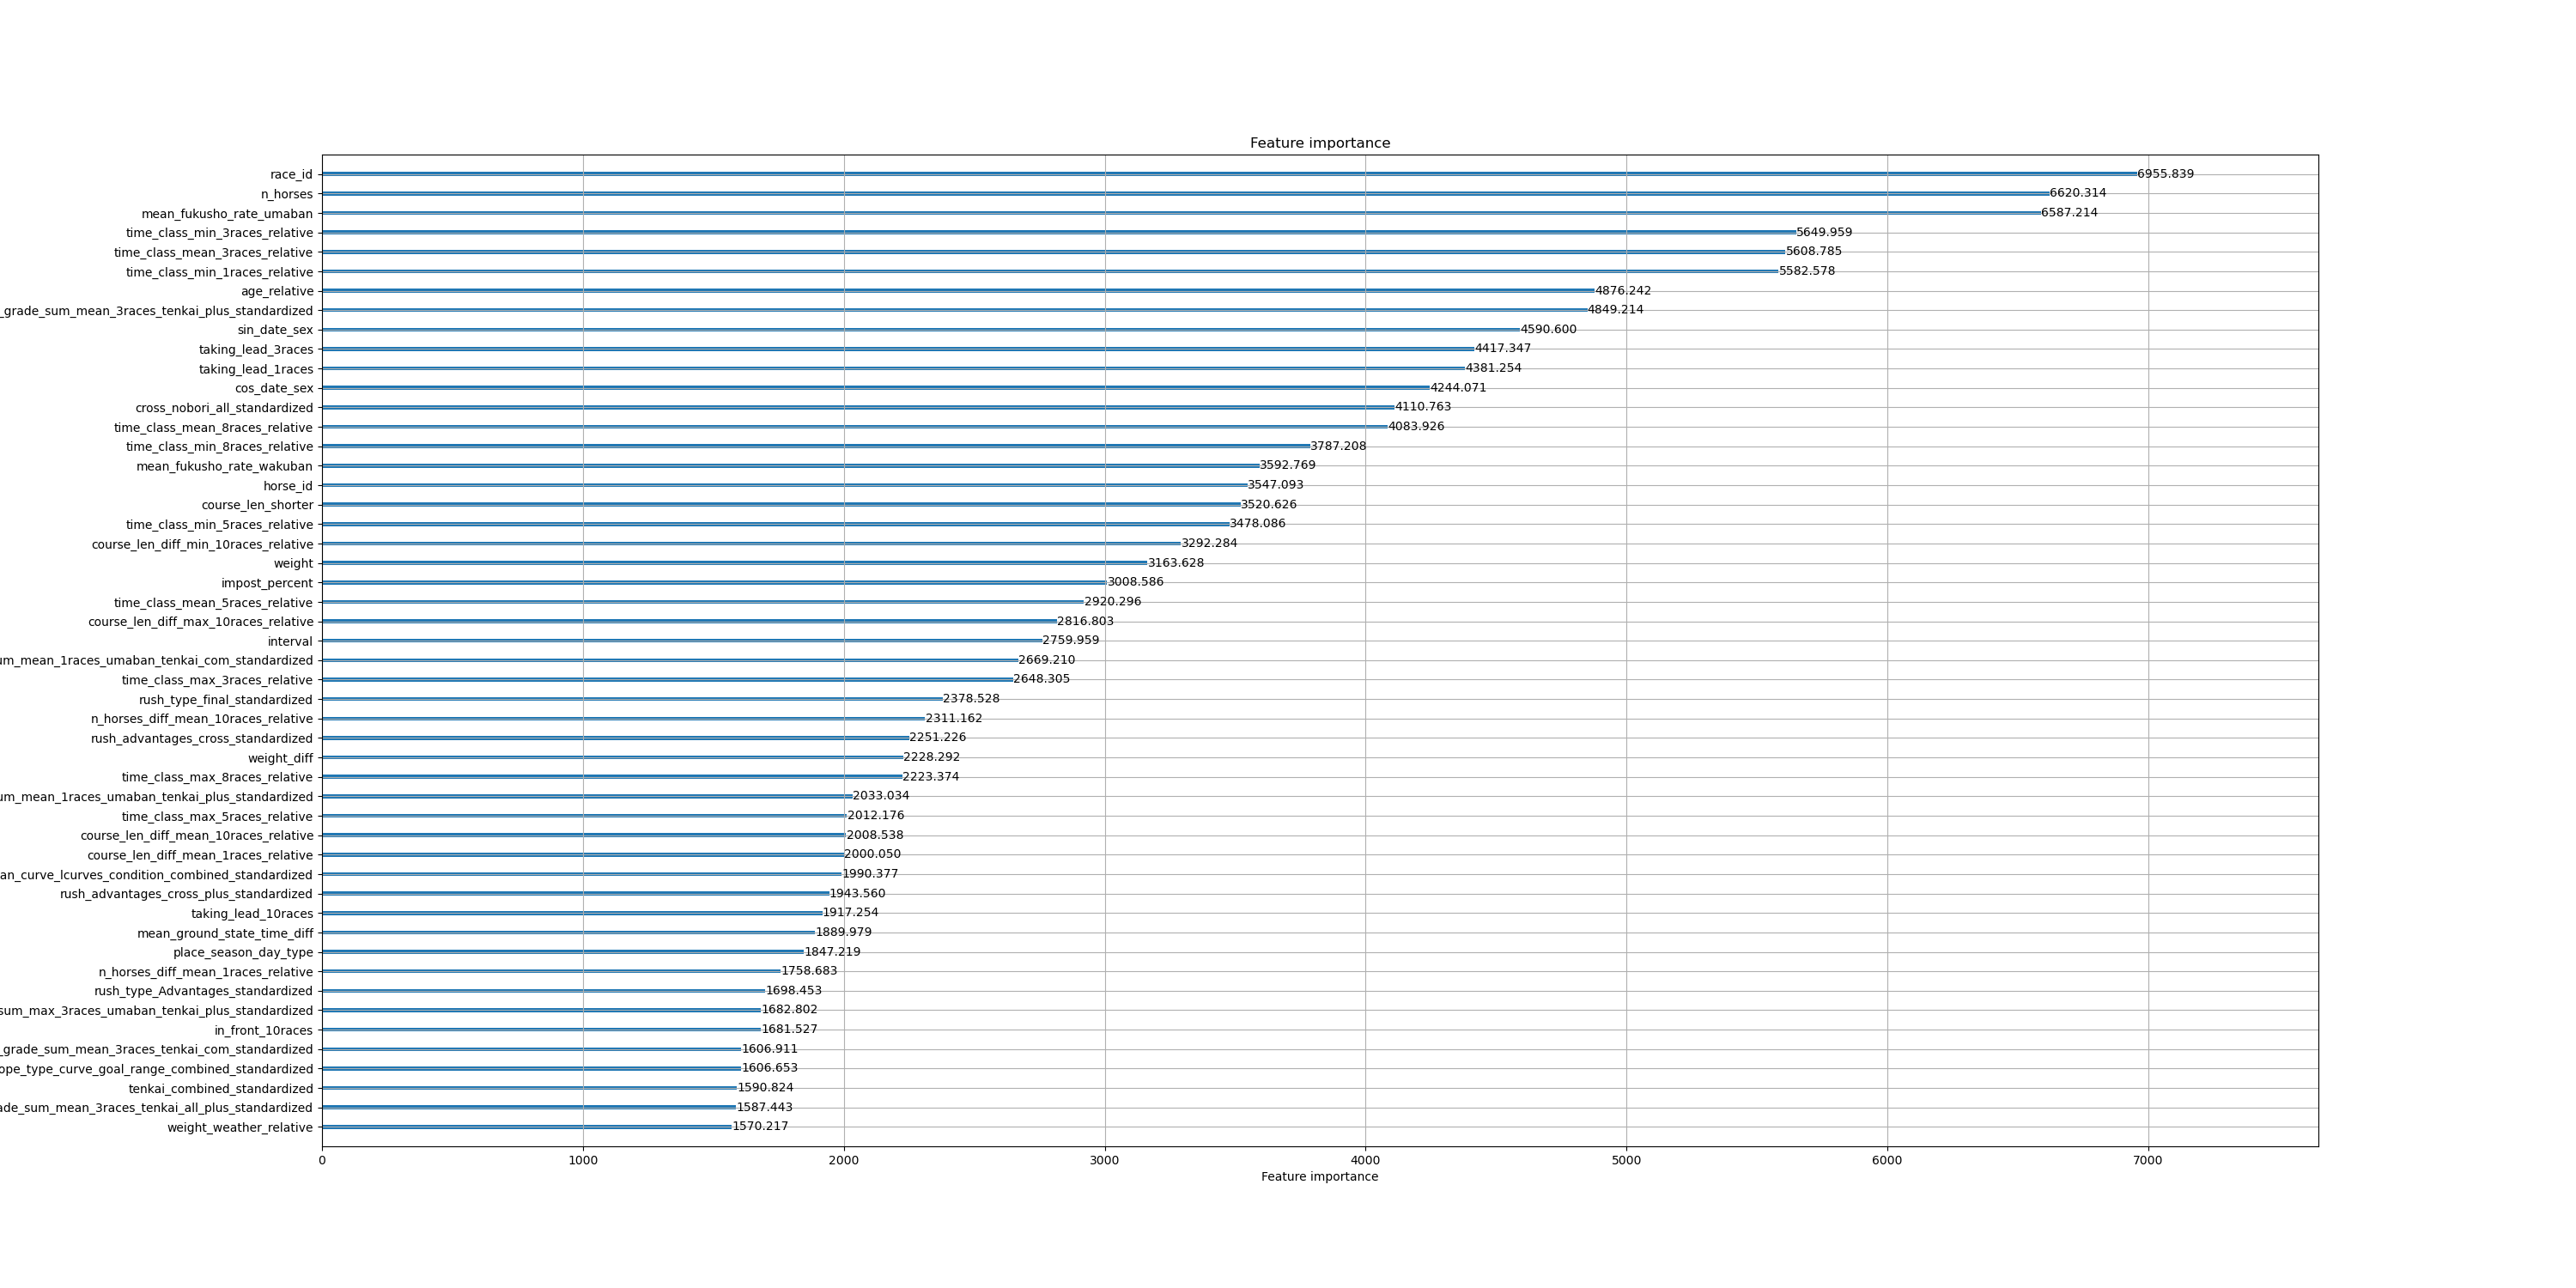 Feature importance
race_id 6955.839
n_horses 6620.314
mean_fukusho_rate_umaban 6587.214
time_class_min_3races_relative 5649.959
time_class_mean_3races_relative 5608.785
time_class_min_1races_relative 5582.578
age_relative 4876.242
_grade_sum_mean_3races_tenkai_plus_standardized 4849.214
sin_date_sex 4590.600
taking_lead_3races 4417.347
taking_lead_1races 4381.254
cos_date_sex 4244.071
cross_nobori_all_standardized 4110.763
time_class_mean_8races_relative 4083.926
time_class_min_8races_relative 3787.208
mean_fukusho_rate_wakuban 3592.769
horse_id 3547.093
course_len_shorter 3520.626
time_class_min_5races_relative 3478.086
course_len_diff_min_10races_relative 3292.284
weight 3163.628
impost_percent 3008.586
time_class_mean_5races_relative 2920.296
course_len_diff_max_10races_relative 2816.803
interval 2759.959
um_mean_1races_umaban_tenkai_com_standardized 2669.210
time_class_max_3races_relative 2648.305
rush_type_final_standardized 2378.528
n_horses_diff_mean_10races_relative 2311.162
rush_advantages_cross_standardized 2251.226
weight_diff 2228.292
time_class_max_8races_relative 2223.374
um_mean_1races_umaban_tenkai_plus_standardized 2033.034
time_class_max_5races_relative 2012.176
course_len_diff_mean_10races_relative 2008.538
course_len_diff_mean_1races_relative 2000.050
an_curve_lcurves_condition_combined_standardized 1990.377
rush_advantages_cross_plus_standardized 1943.560
taking_lead_10races 1917.254
mean_ground_state_time_diff 1889.979
place_season_day_type 1847.219
n_horses_diff_mean_1races_relative 1758.683
rush_type_Advantages_standardized 1698.453
sum_max_3races_umaban_tenkai_plus_standardized 1682.802
in_front_10races 1681.527
_grade_sum_mean_3races_tenkai_com_standardized 1606.911
ope_type_curve_goal_range_combined_standardized 1606.653
tenkai_combined_standardized 1590.824
ade_sum_mean_3races_tenkai_all_plus_standardized 1587.443
weight_weather_relative 1570.217
0 1000 2000 3000 4000 5000 6000 7000
Feature importance